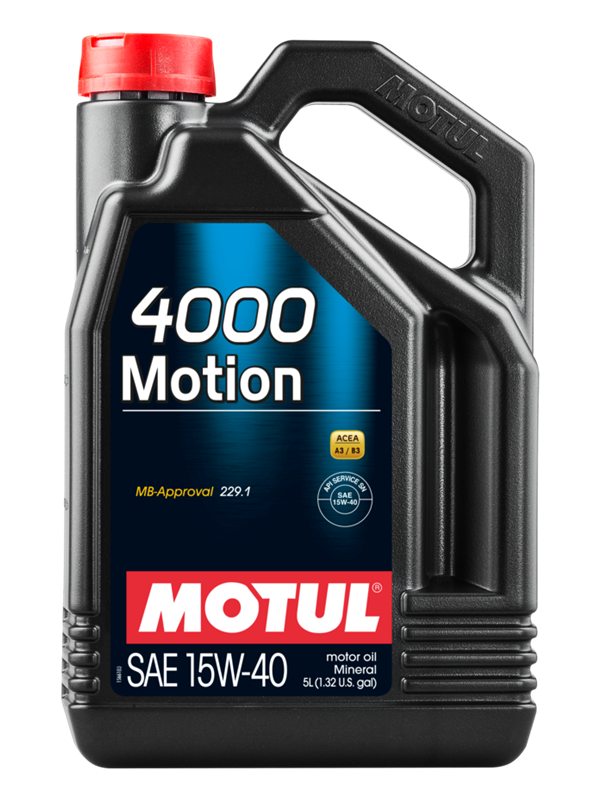 MOTUL
4000
Motion
ACEA
A3 / B3
MB-Approval 229.1
API SERVICE SN
SAE
15W-40
MOTUL®
SAE 15W-40
motor oil
Mineral
5L (1.32 U.S. gal)